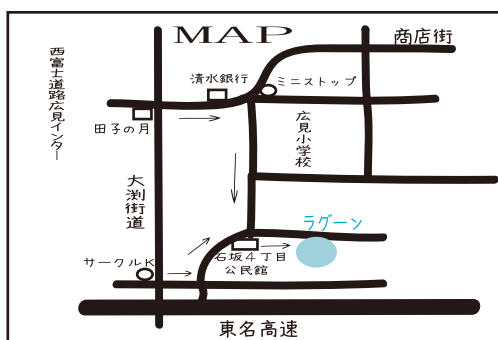 MAP
商店街
西富士道路広見インター
清水銀行
ミニストップ
田子の月
広見小学校
大渕街道
ラグーン
石坂4丁目
公民館
サークルK
東名高速